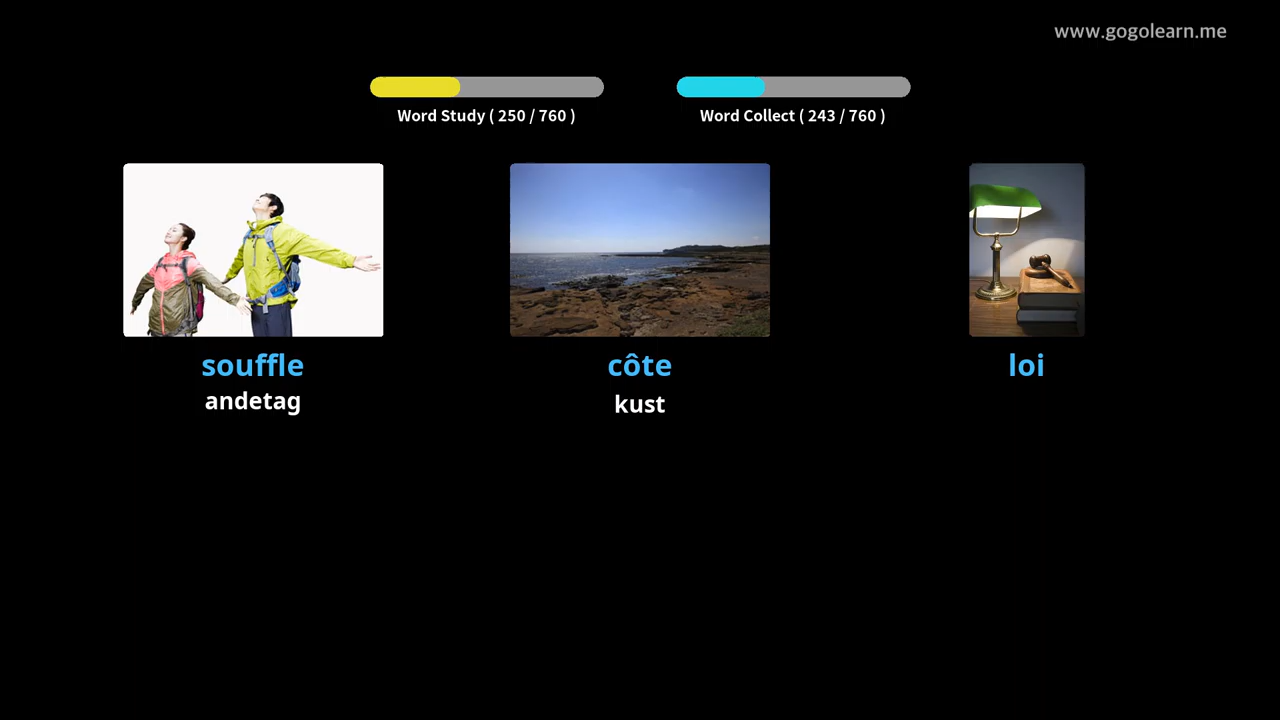 www.gogolearn.me
Word Study ( 250 / 760 )
Word Collect ( 243 / 760 )
souffle
côte
loi
andetag
kust